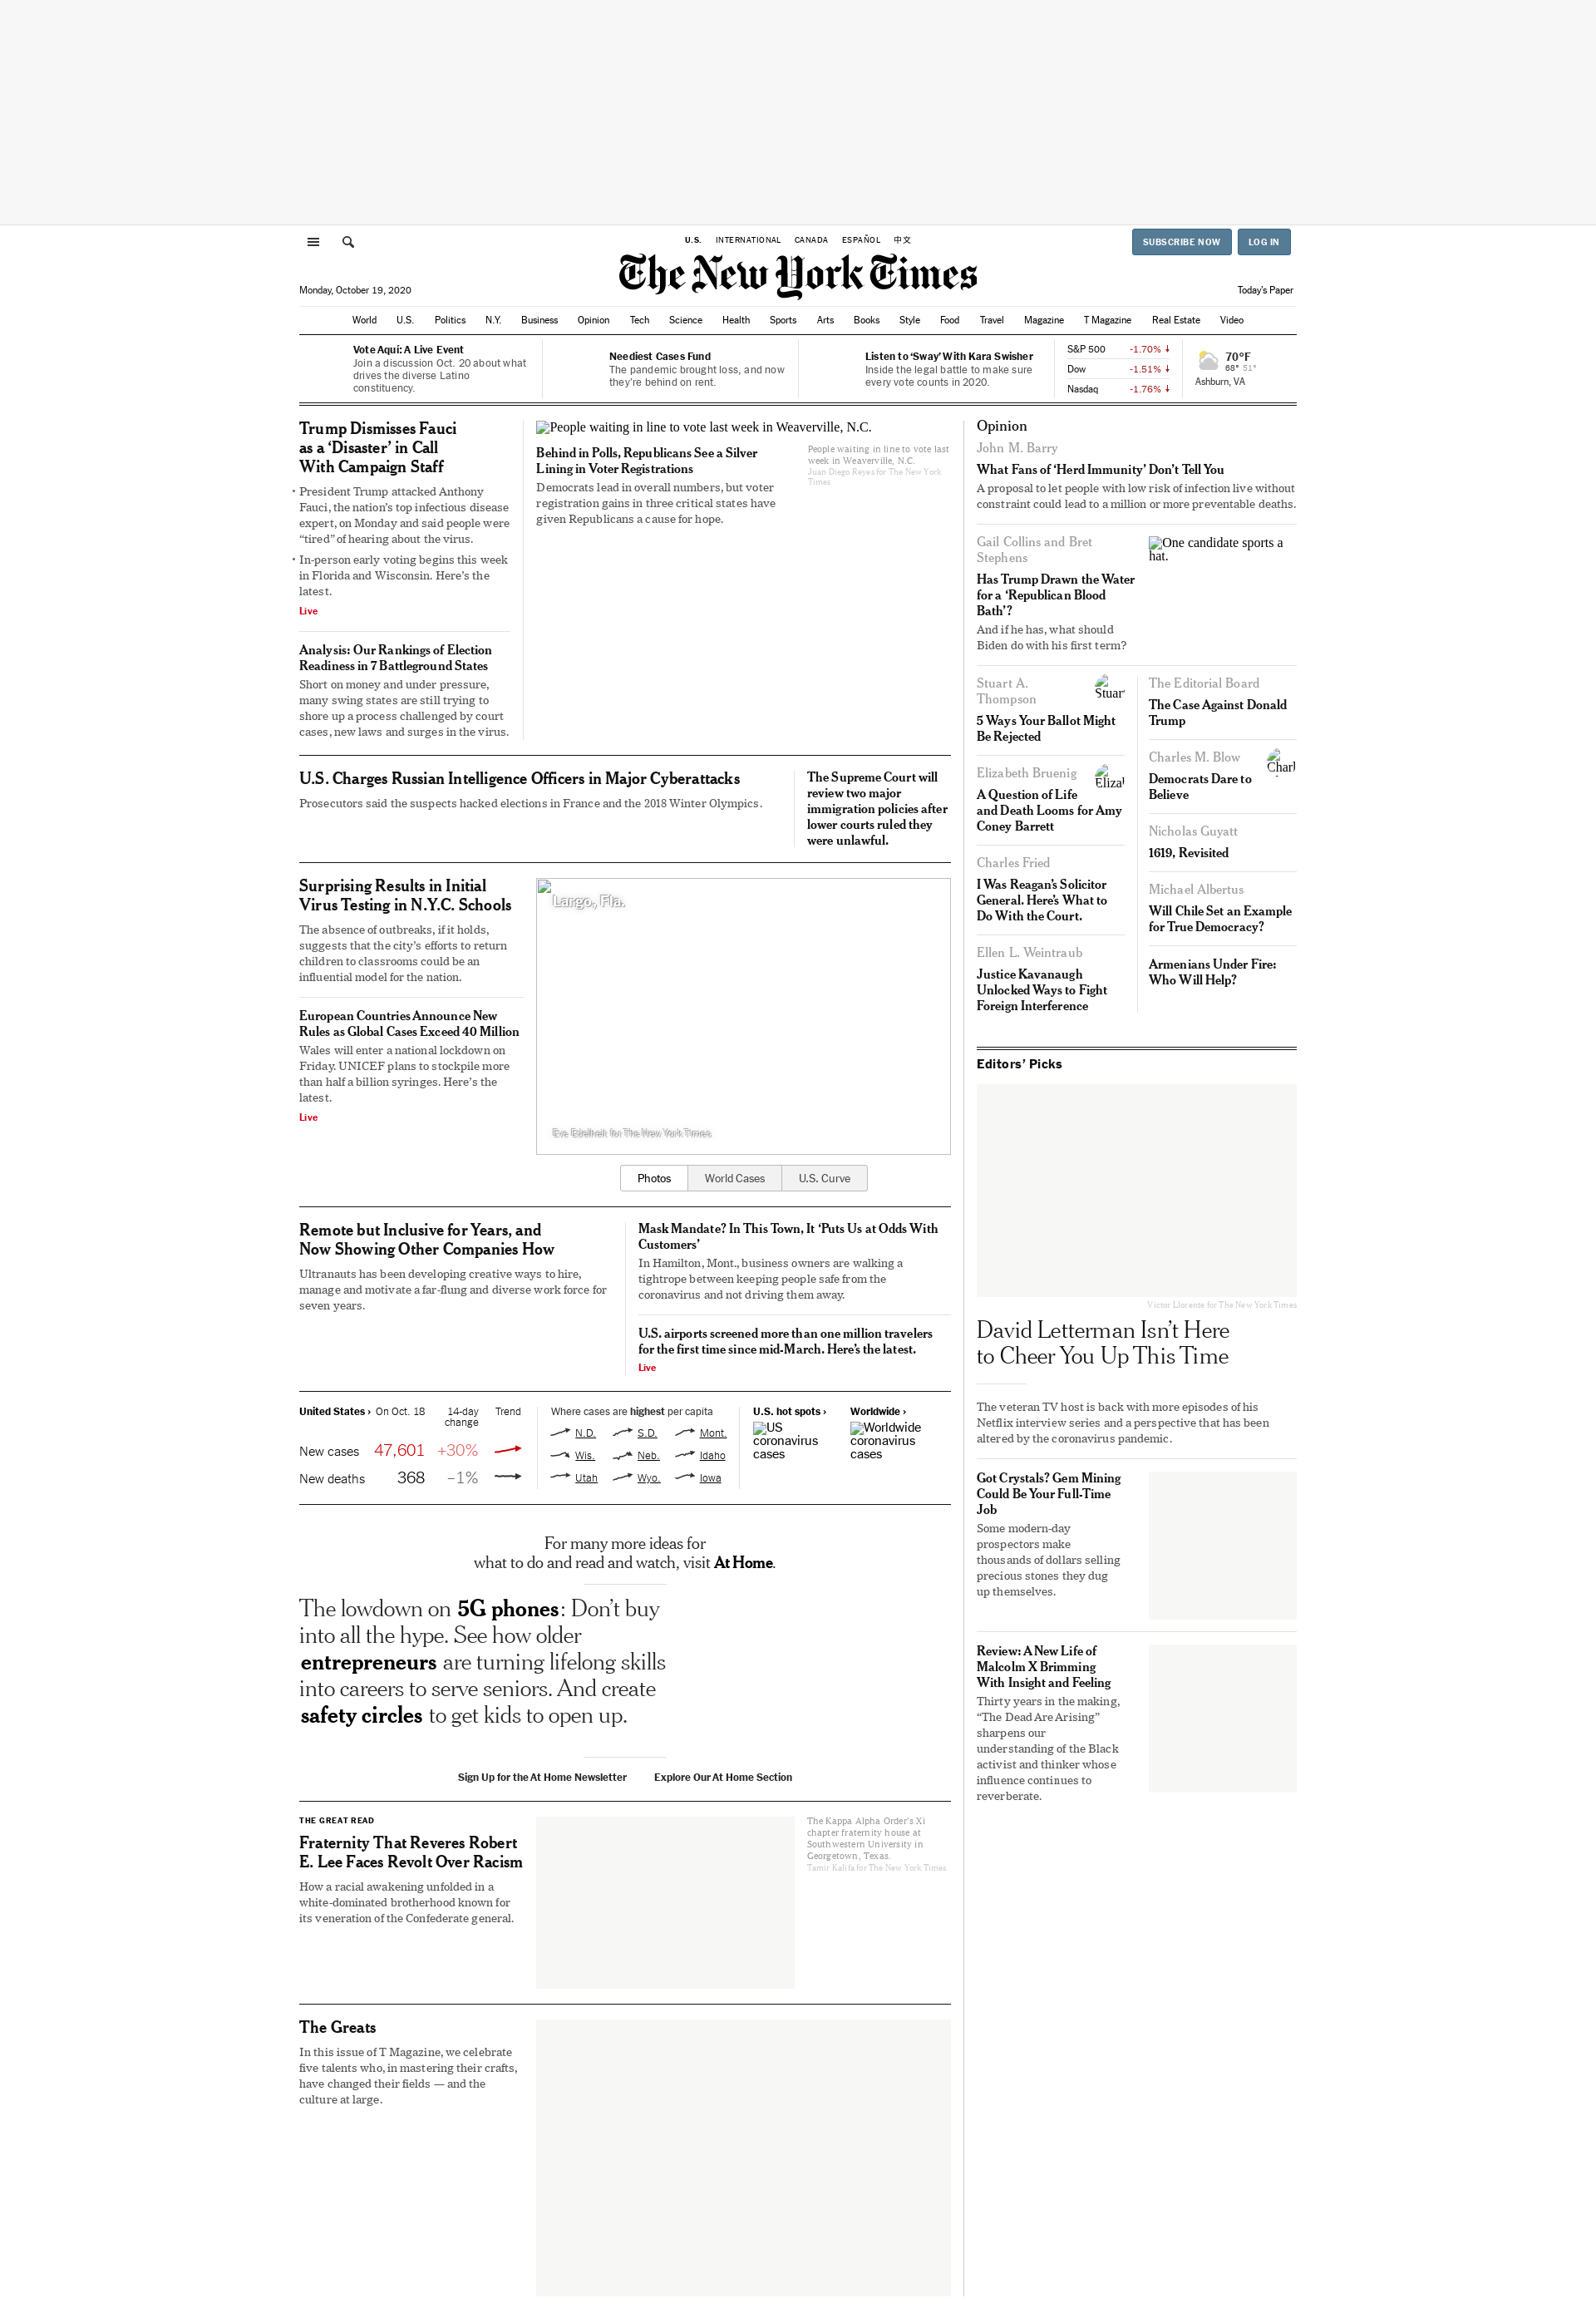 U.S. INTERNATIONAL CANADA ESPAÑOL 中文
SUBSCRIBE NOW
LOG IN
The New York Times
Monday, October 19, 2020
Today's Paper
World U.S. Politics N.Y. Business Opinion Tech Science Health Sports Arts Books Style Food Travel Magazine T Magazine Real Estate Video
Vote Aquí: A Live Event
Join a discussion Oct. 20 about what
drives the diverse Latino
constituency.
Neediest Cases Fund
The pandemic brought loss, and now
they're behind on rent.
Listen to ‘Sway’ With Kara Swisher
Inside the legal battle to make sure
every vote counts in 2020.
S&P 500 -1.70% ↓
Dow -1.51% ↓
Nasdaq -1.76% ↓
70°F
68° 51°
Ashburn, VA
Trump Dismisses Fauci
as a ‘Disaster’ in Call
With Campaign Staff
• President Trump attacked Anthony
Fauci, the nation's top infectious disease
expert, on Monday and said people were
“tired” of hearing about the virus.
• In-person early voting begins this week
in Florida and Wisconsin. Here's the
latest.
Live
Analysis: Our Rankings of Election
Readiness in 7 Battleground States
Short on money and under pressure,
many swing states are still trying to
shore up a process challenged by court
cases, new laws and surges in the virus.
People waiting in line to vote last week in Weaverville, N.C.
Behind in Polls, Republicans See a Silver
Lining in Voter Registrations
Democrats lead in overall numbers, but voter
registration gains in three critical states have
given Republicans a cause for hope.
People waiting in line to vote last
week in Weaverville, N.C.
Juan Diego Reyes for The New York
Times
U.S. Charges Russian Intelligence Officers in Major Cyberattacks
Prosecutors said the suspects hacked elections in France and the 2018 Winter Olympics.
The Supreme Court will
review two major
immigration policies after
lower courts ruled they
were unlawful.
Surprising Results in Initial
Virus Testing in N.Y.C. Schools
The absence of outbreaks, if it holds,
suggests that the city's efforts to return
children to classrooms could be an
influential model for the nation.
European Countries Announce New
Rules as Global Cases Exceed 40 Million
Wales will enter a national lockdown on
Friday. UNICEF plans to stockpile more
than half a billion syringes. Here's the
latest.
Live
Largo, Fla.
Eve Edelheit for The New York Times
Photos World Cases U.S. Curve
Remote but Inclusive for Years, and
Now Showing Other Companies How
Ultranauts has been developing creative ways to hire,
manage and motivate a far-flung and diverse work force for
seven years.
Mask Mandate? In This Town, It ‘Puts Us at Odds With
Customers’
In Hamilton, Mont., business owners are walking a
tightrope between keeping people safe from the
coronavirus and not driving them away.
U.S. airports screened more than one million travelers
for the first time since mid-March. Here's the latest.
Live
United States › On Oct. 18 14-day
change Trend
New cases 47,601 +30%
New deaths 368 –1%
Where cases are highest per capita
N.D. S.D. Mont.
Wis. Neb. Idaho
Utah Wyo. Iowa
U.S. hot spots ›
US
coronavirus
cases
Worldwide ›
Worldwide
coronavirus
cases
For many more ideas for
what to do and read and watch, visit At Home.
The lowdown on 5G phones: Don't buy
into all the hype. See how older
entrepreneurs are turning lifelong skills
into careers to serve seniors. And create
safety circles to get kids to open up.
Sign Up for the At Home Newsletter Explore Our At Home Section
THE GREAT READ
Fraternity That Reveres Robert
E. Lee Faces Revolt Over Racism
How a racial awakening unfolded in a
white-dominated brotherhood known for
its veneration of the Confederate general.
The Kappa Alpha Order's Xi
chapter fraternity house at
Southwestern University in
Georgetown, Texas.
Tamir Kalifa for The New York Times
The Greats
In this issue of T Magazine, we celebrate
five talents who, in mastering their crafts,
have changed their fields — and the
culture at large.
Opinion
John M. Barry
What Fans of ‘Herd Immunity’ Don't Tell You
A proposal to let people with low risk of infection live without
constraint could lead to a million or more preventable deaths.
Gail Collins and Bret
Stephens
Has Trump Drawn the Water
for a ‘Republican Blood
Bath’?
And if he has, what should
Biden do with his first term?
One candidate sports a
hat.
Stuart A.
Thompson
5 Ways Your Ballot Might
Be Rejected
Elizabeth Bruenig
A Question of Life
and Death Looms for Amy
Coney Barrett
Charles Fried
I Was Reagan's Solicitor
General. Here's What to
Do With the Court.
Ellen L. Weintraub
Justice Kavanaugh
Unlocked Ways to Fight
Foreign Interference
The Editorial Board
The Case Against Donald
Trump
Charles M. Blow
Democrats Dare to
Believe
Nicholas Guyatt
1619, Revisited
Michael Albertus
Will Chile Set an Example
for True Democracy?
Armenians Under Fire:
Who Will Help?
Editors’ Picks
Victor Llorente for The New York Times
David Letterman Isn't Here
to Cheer You Up This Time
The veteran TV host is back with more episodes of his
Netflix interview series and a perspective that has been
altered by the coronavirus pandemic.
Got Crystals? Gem Mining
Could Be Your Full-Time
Job
Some modern-day
prospectors make
thousands of dollars selling
precious stones they dug
up themselves.
Review: A New Life of
Malcolm X Brimming
With Insight and Feeling
Thirty years in the making,
“The Dead Are Arising”
sharpens our
understanding of the Black
activist and thinker whose
influence continues to
reverberate.